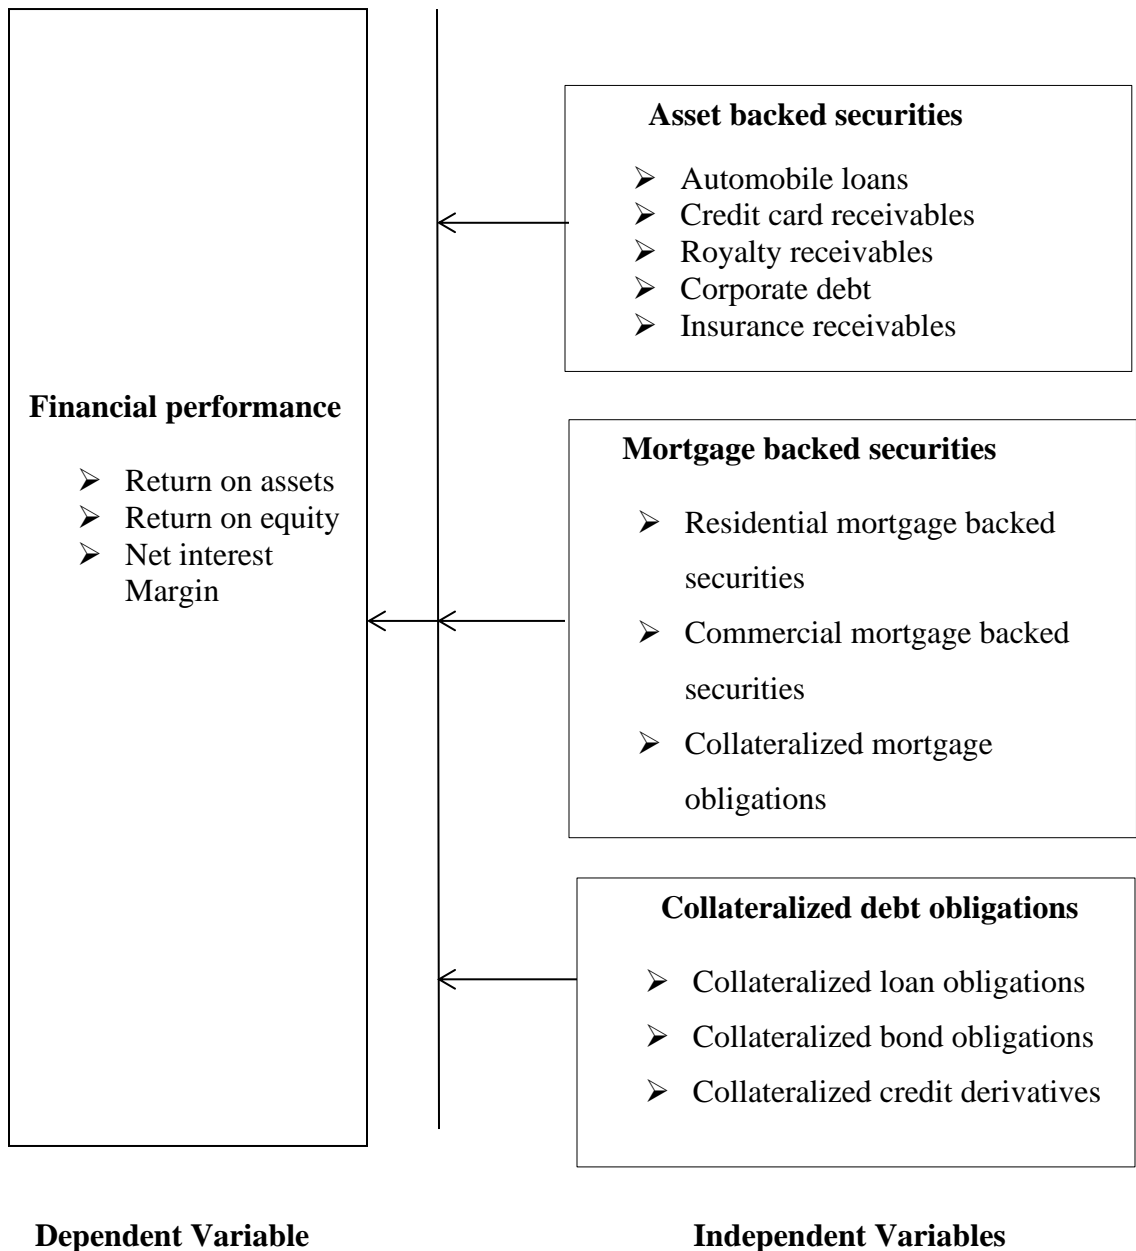 Financial performance
➢ Return on assets
➢ Return on equity
➢ Net interest
Margin
Asset backed securities
➢ Automobile loans
➢ Credit card receivables
➢ Royalty receivables
➢ Corporate debt
➢ Insurance receivables
Mortgage backed securities
➢ Residential mortgage backed
securities
➢ Commercial mortgage backed
securities
➢ Collateralized mortgage
obligations
Collateralized debt obligations
➢ Collateralized loan obligations
➢ Collateralized bond obligations
➢ Collateralized credit derivatives
Dependent Variable
Independent Variables